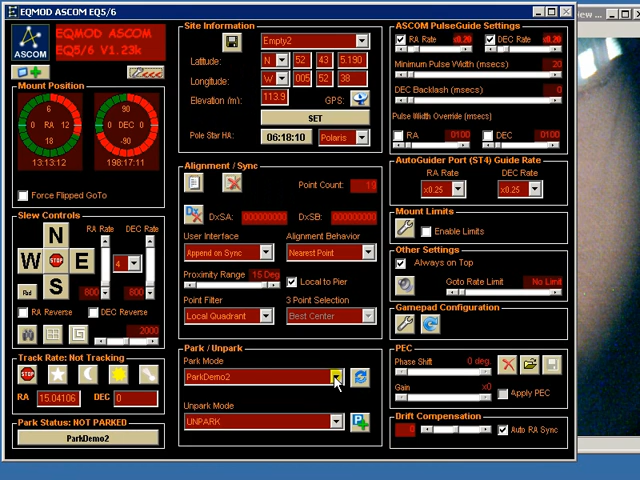 EQMOD ASCOM EQ5/6
EQMOD ASCOM
EQ5/6 V1.23k
ASCOM
Mount Position
6
0 RA 12
18
13:13:12
90
0 DEC 0
-90
198:17:11
Force Flipped GoTo
Slew Controls
N
W STOP E
S
RA Rate
DEC Rate
4
800
800
RA Reverse
DEC Reverse
2000
Track Rate: Not Tracking
STOP
RA 15.04106 DEC 0
Park Status: NOT PARKED
ParkDemo2
Site Information
Empty2
Latitude: N 52 43 5.190
Longitude: W 005 52 38
Elevation (m): 113.9 GPS:
SET
Pole Star HA: 06:18:10 Polaris
Alignment / Sync
Point Count: 19
Dx DxSA: 000000000 DxSB: 000000000
User Interface
Alignment Behavior
Append on Sync
Nearest Point
Proximity Range 15 Deg
Local to Pier
Point Filter
3 Point Selection
Local Quadrant
Best Center
Park / Unpark
Park Mode
ParkDemo2
Unpark Mode
UNPARK
ASCOM PulseGuide Settings
RA Rate x0.20
DEC Rate x0.20
Minimum Pulse Width (msecs) 20
DEC Backlash (msecs) 0
Pulse Width Override (msecs)
RA 0100
DEC 0100
AutoGuider Port (ST4) Guide Rate
RA Rate
DEC Rate
x0.25
x0.25
Mount Limits
Enable Limits
Other Settings
Always on Top
Goto Rate Limit No Limit
Gamepad Configuration
PEC
Phase Shift 0 deg.
Gain x0
Apply PEC
Drift Compensation
0
Auto RA Sync